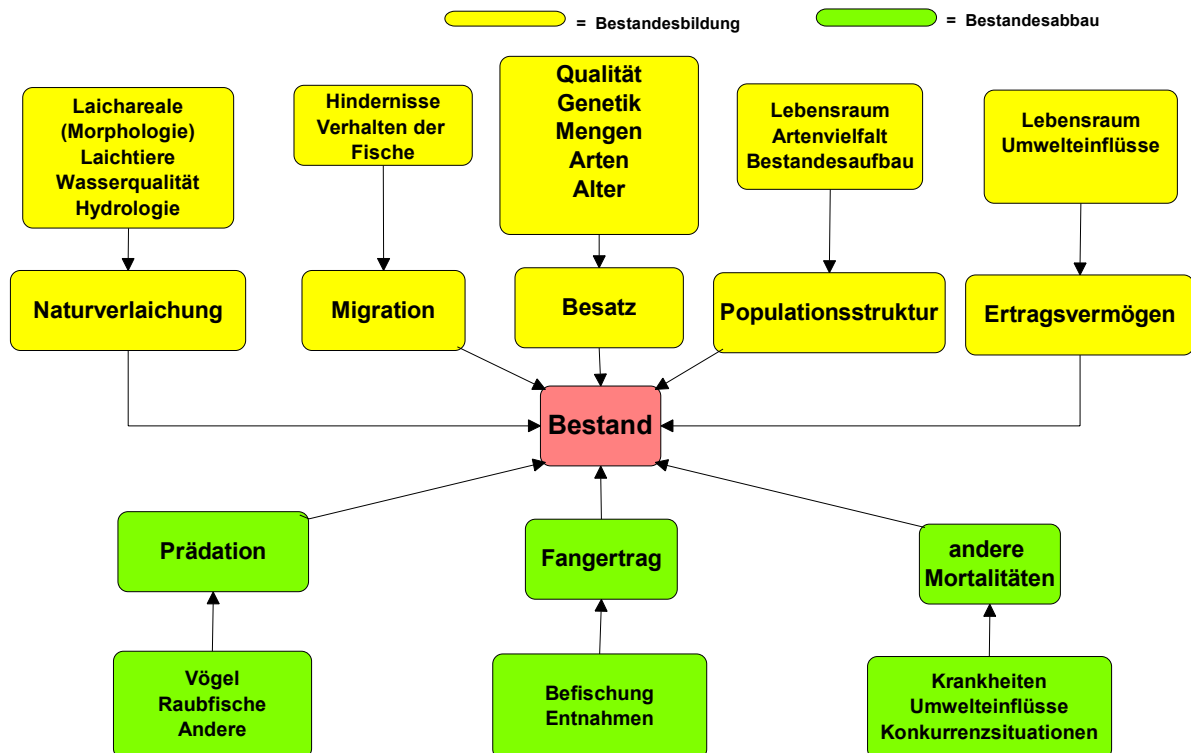 = Bestandesbildung
= Bestandesabbau
Laichareale
(Morphologie)
Laichtiere
Wasserqualität
Hydrologie
Hindernisse
Verhalten der
Fische
Qualität
Genetik
Mengen
Arten
Alter
Lebensraum
Artenvielfalt
Bestandesaufbau
Lebensraum
Umwelteinflüsse
Naturverlaichung
Migration
Besatz
Populationsstruktur
Ertragsvermögen
Bestand
Prädation
Fangertrag
andere
Mortalitäten
Vögel
Raubfische
Andere
Befischung
Entnahmen
Krankheiten
Umwelteinflüsse
Konkurrenzsituationen